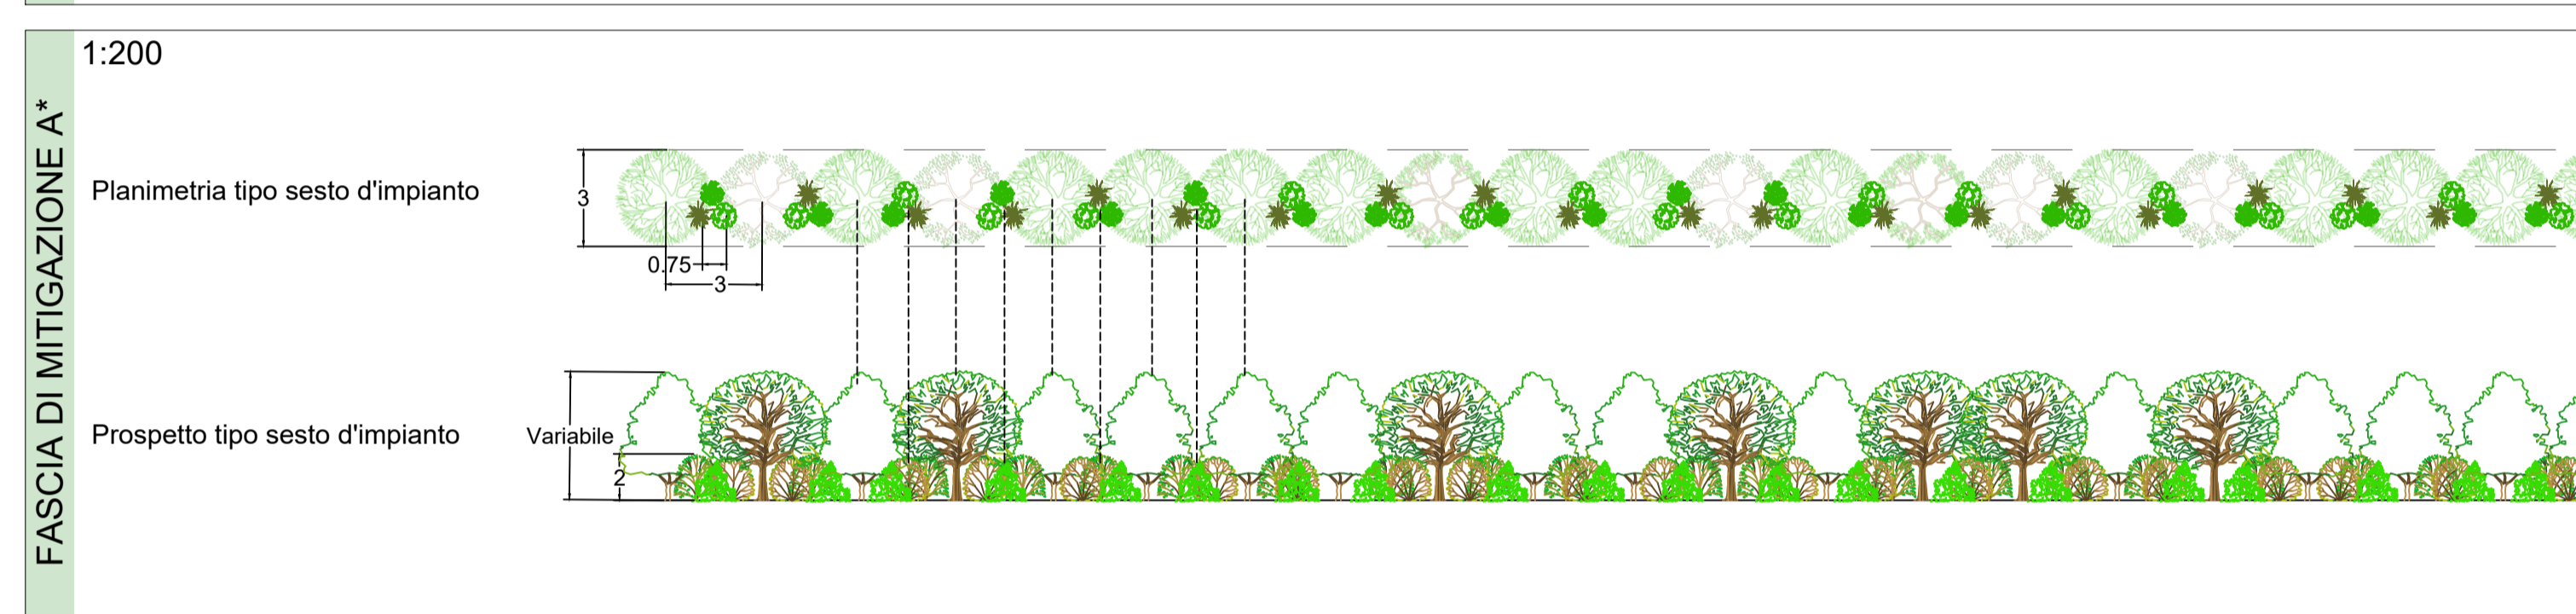 FASCIA DI MITIGAZIONE A*
1:200
Planimetria tipo sesto d'impianto
3
0.75
3
Prospetto tipo sesto d'impianto
Variabile
2